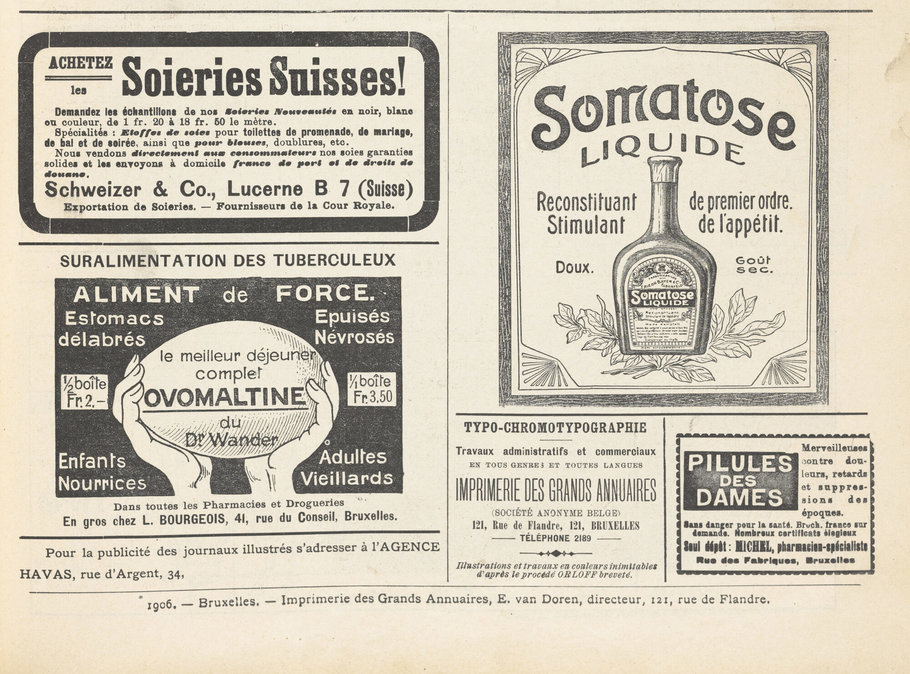 ACHETEZ
les
Soieries Suisses!
Demandez les échantillons de nos Soieries Nouveautés en noir, blanc
ou couleur, de 1 fr. 20 à 18 fr. 50 le mètre.
Spécialités : Etoffes de soies pour toilettes de promenade, de mariage,
de bal et de soirée, ainsi que pour blouses, doublures, etc.
Nous vendons directement aux consommateurs nos soies garanties
solides et les envoyons à domicile franco de port et de droits de
douane.
Schweizer & Co., Lucerne B 7 (Suisse)
Exportation de Soieries. — Fournisseurs de la Cour Royale.
SURALIMENTATION DES TUBERCULEUX
ALIMENT de FORCE.
Estomacs
délabrés
Epuisés
Névrosés
le meilleur déjeuner
complet
OVOMALTINE
du
Dr Wander
½ boîte
Fr. 2,-
½ boîte
Fr. 3,50
Enfants
Nourrices
Adultes
Vieillards
Dans toutes les Pharmacies et Drogueries
En gros chez L. BOURGEOIS, 41, rue du Conseil, Bruxelles.
Pour la publicité des journaux illustrés s'adresser à l'AGENCE
HAVAS, rue d'Argent, 34,
Somatose
LIQUIDE
Reconstituant de premier ordre.
Stimulant de l'appétit.
Doux.
Goût
sec.
Somatose
LIQUIDE
Reconstituant
TYPO-CHROMOTYPOGRAPHIE
Travaux administratifs et commerciaux
EN TOUS GENRES ET TOUTES LANGUES
IMPRIMERIE DES GRANDS ANNUAIRES
(SOCIÉTÉ ANONYME BELGE)
121, Rue de Flandre, 121, BRUXELLES
TÉLÉPHONE 2189
Illustrations et travaux en couleurs inimitables
d'après le procédé ORLOFF breveté.
PILULES
DES
DAMES
Merveilleuses
contre dou-
leurs, retards
et suppres-
sions des
époques.
Sans danger pour la santé. Broch. franco sur
demande. Nombreux certificats élogieux
Seul dépôt : MICHEL, pharmacien-spécialiste
Rue des Fabriques, Bruxelles
1906. — Bruxelles. — Imprimerie des Grands Annuaires, E. van Doren, directeur, 121, rue de Flandre.